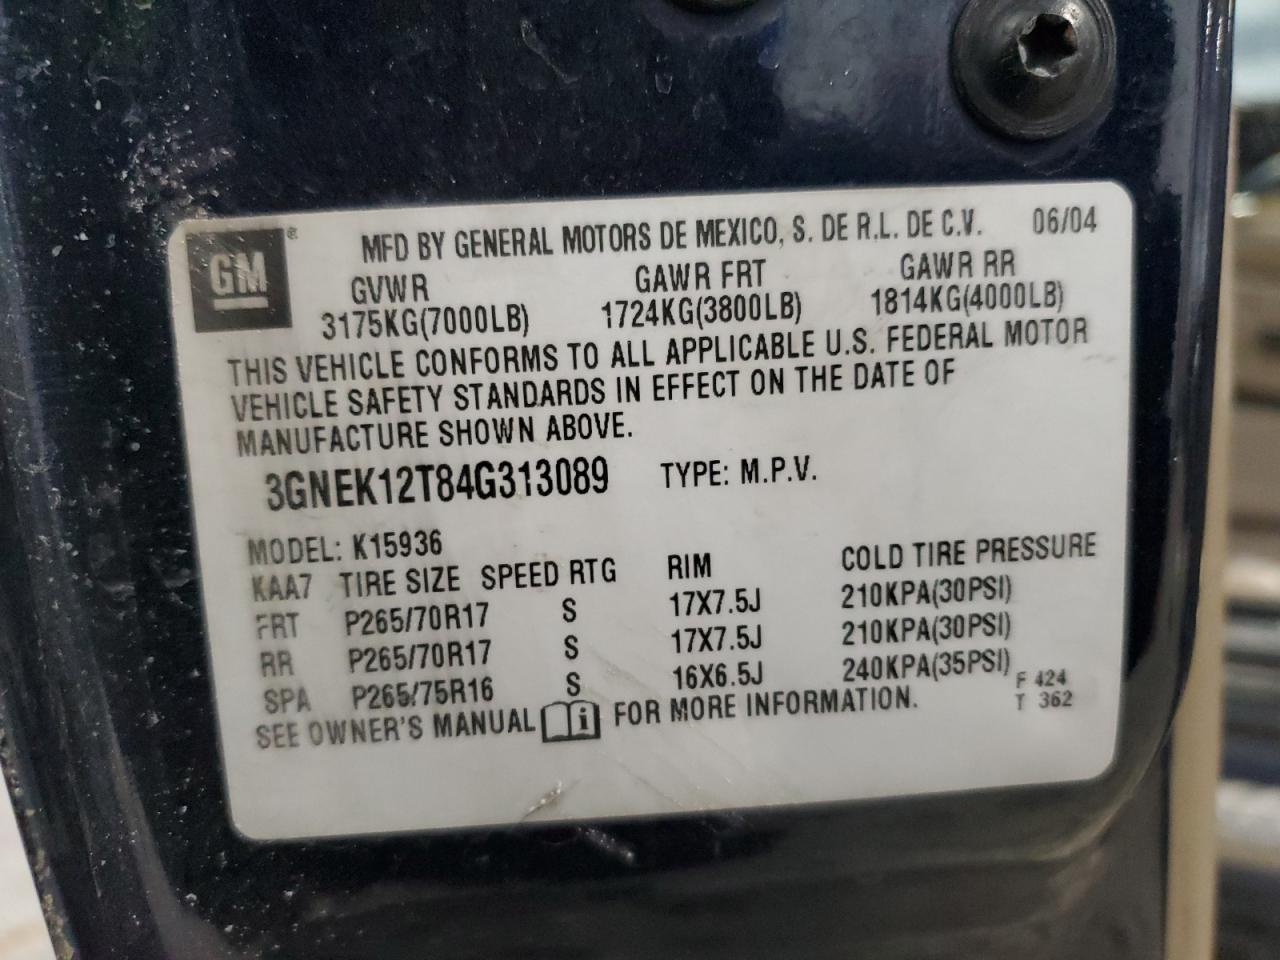 GM ®
MFD BY GENERAL MOTORS DE MEXICO, S. DE R.L. DE C.V. 06/04
GVWR GAWR FRT GAWR RR
3175KG(7000LB) 1724KG(3800LB) 1814KG(4000LB)
THIS VEHICLE CONFORMS TO ALL APPLICABLE U.S. FEDERAL MOTOR
VEHICLE SAFETY STANDARDS IN EFFECT ON THE DATE OF
MANUFACTURE SHOWN ABOVE.
3GNEK12T84G313089 TYPE: M.P.V.
MODEL: K15936
KAA7 TIRE SIZE SPEED RTG RIM COLD TIRE PRESSURE
FRT P265/70R17 S 17X7.5J 210KPA(30PSI)
RR P265/70R17 S 17X7.5J 210KPA(30PSI)
SPA P265/75R16 S 16X6.5J 240KPA(35PSI) F 424
SEE OWNER'S MANUAL i FOR MORE INFORMATION. T 362